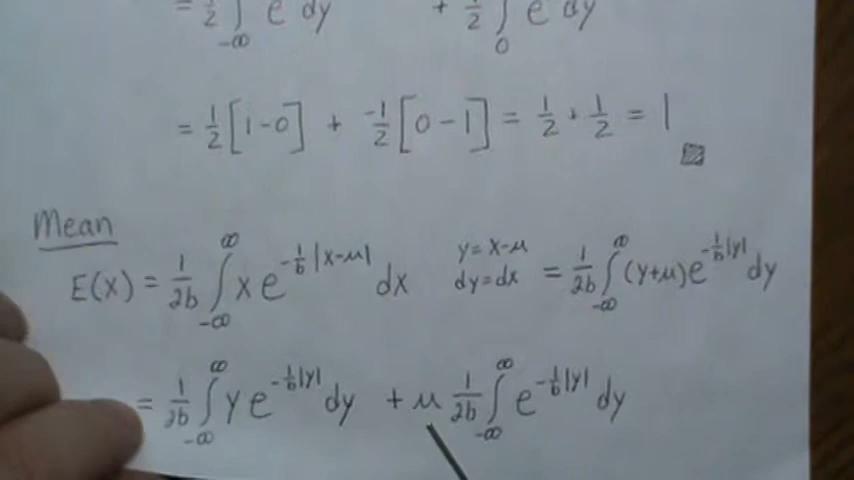 = 1/2 ∫_{-∞} e dy + 1/2 ∫_0 e dy
= 1/2 [1-0] + -1/2 [0-1] = 1/2 + 1/2 = 1
Mean
E(X) = 1/2b ∫_{-∞}^{∞} x e^{-1/b |x-μ|} dx y=x-μ dy=dx = 1/2b ∫_{-∞}^{∞} (y+μ) e^{-1/b |y|} dy
= 1/2b ∫_{-∞}^{∞} y e^{-1/b |y|} dy + μ 1/2b ∫_{-∞}^{∞} e^{-1/b |y|} dy